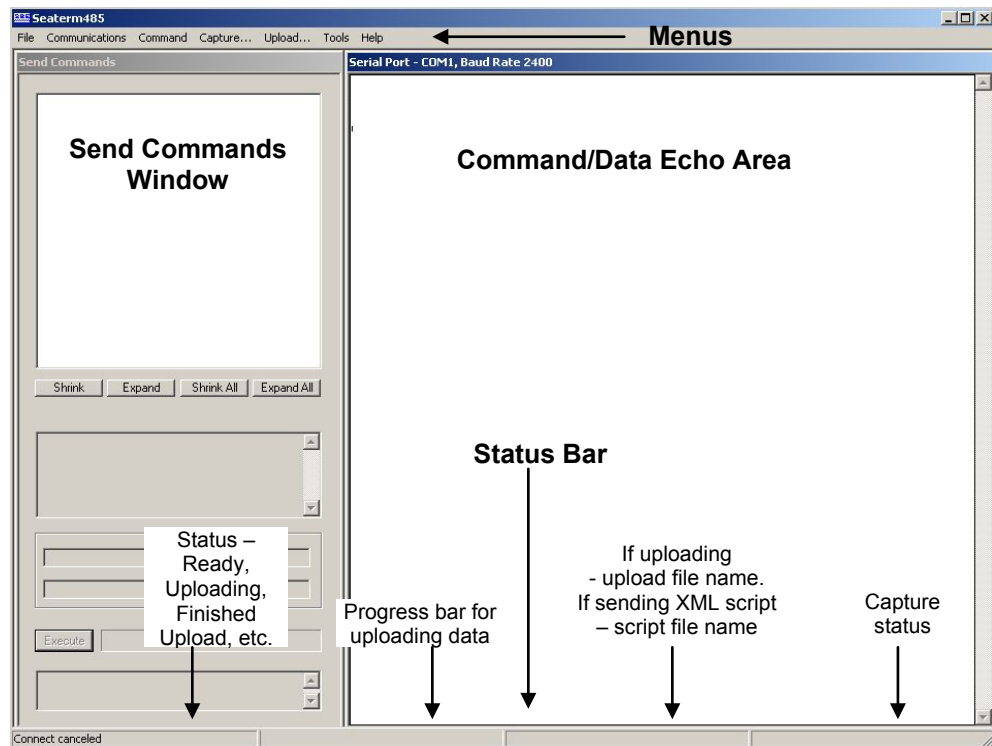 Seaterm485
File Communications Command Capture... Upload... Tools Help
Menus
Send Commands
Serial Port - COM1, Baud Rate 2400
Send Commands
Window
Command/Data Echo Area
Shrink Expand Shrink All Expand All
Status Bar
Status –
Ready,
Uploading,
Finished
Upload, etc.
Progress bar for
uploading data
If uploading
- upload file name.
If sending XML script
– script file name
Capture
status
Execute
Connect canceled